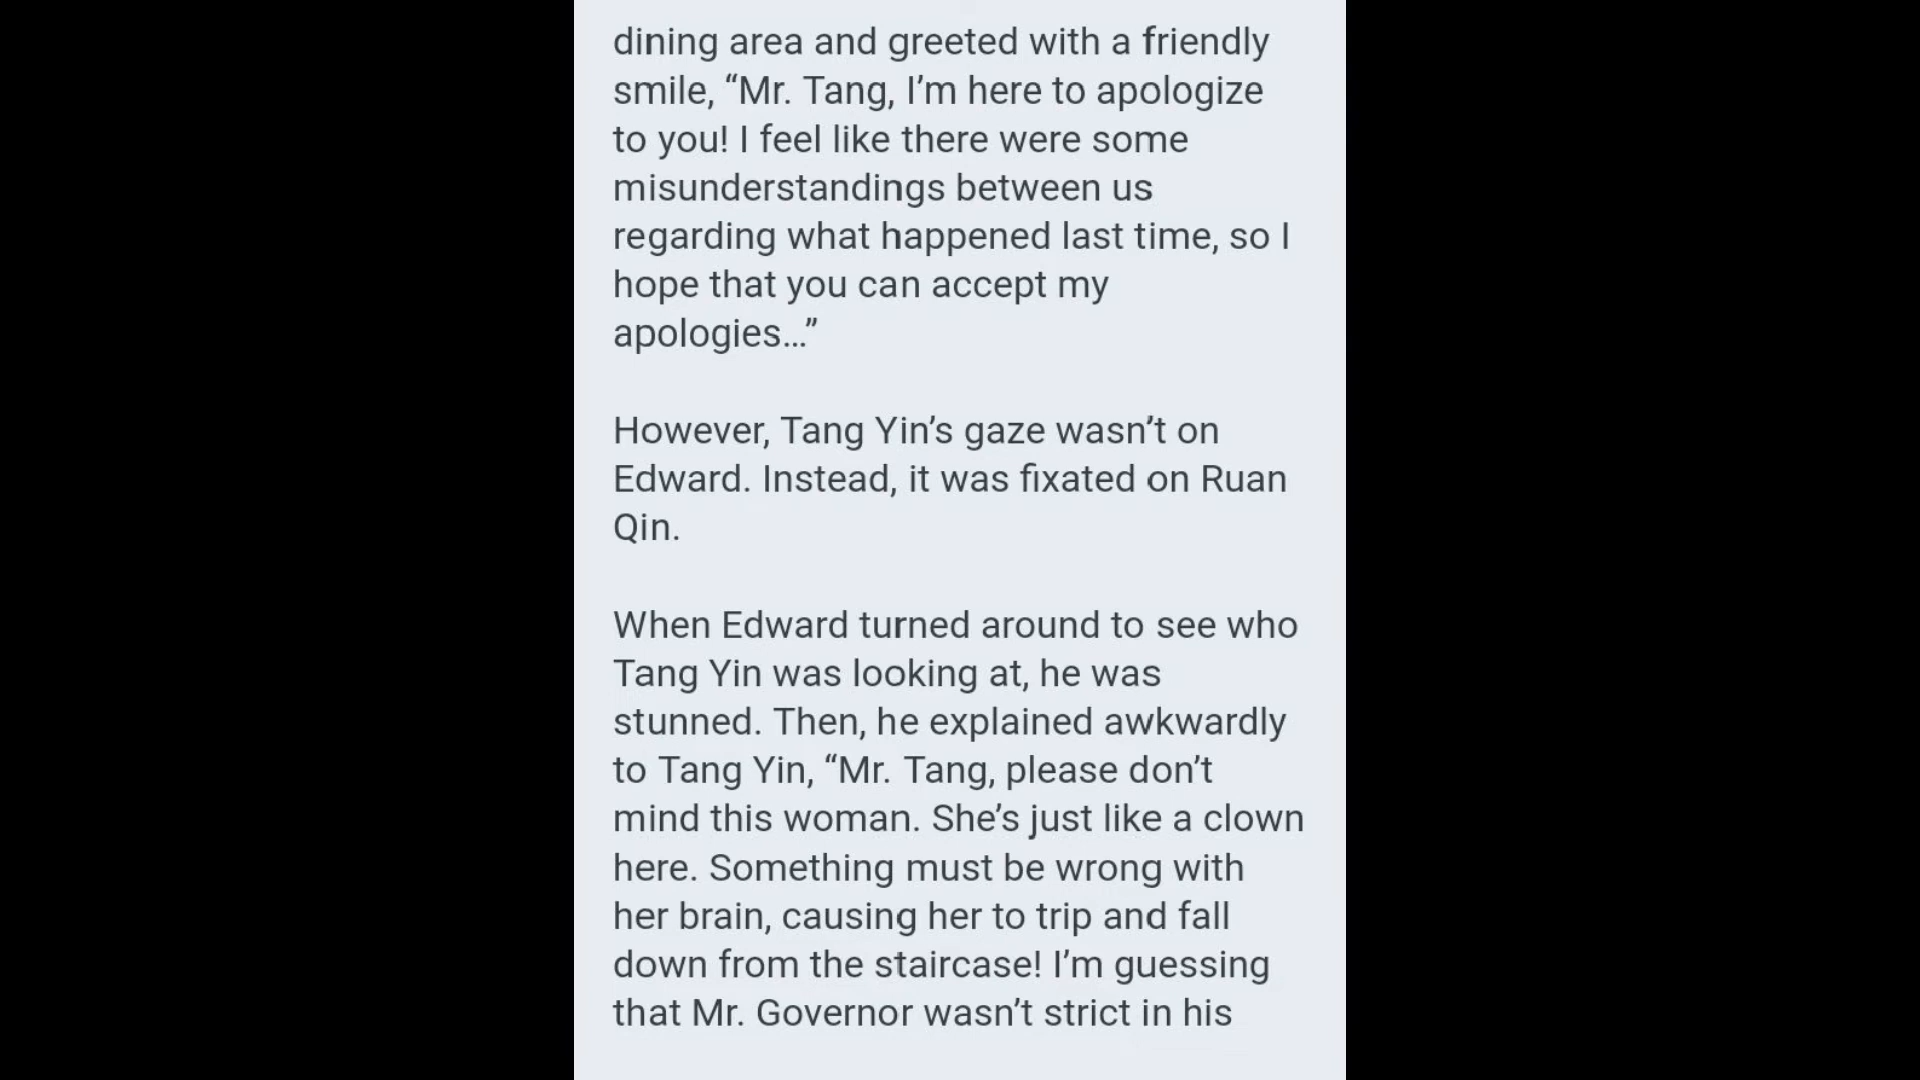 dining area and greeted with a friendly
smile, “Mr. Tang, I’m here to apologize
to you! I feel like there were some
misunderstandings between us
regarding what happened last time, so I
hope that you can accept my
apologies…”
However, Tang Yin’s gaze wasn’t on
Edward. Instead, it was fixated on Ruan
Qin.
When Edward turned around to see who
Tang Yin was looking at, he was
stunned. Then, he explained awkwardly
to Tang Yin, “Mr. Tang, please don’t
mind this woman. She’s just like a clown
here. Something must be wrong with
her brain, causing her to trip and fall
down from the staircase! I’m guessing
that Mr. Governor wasn’t strict in his